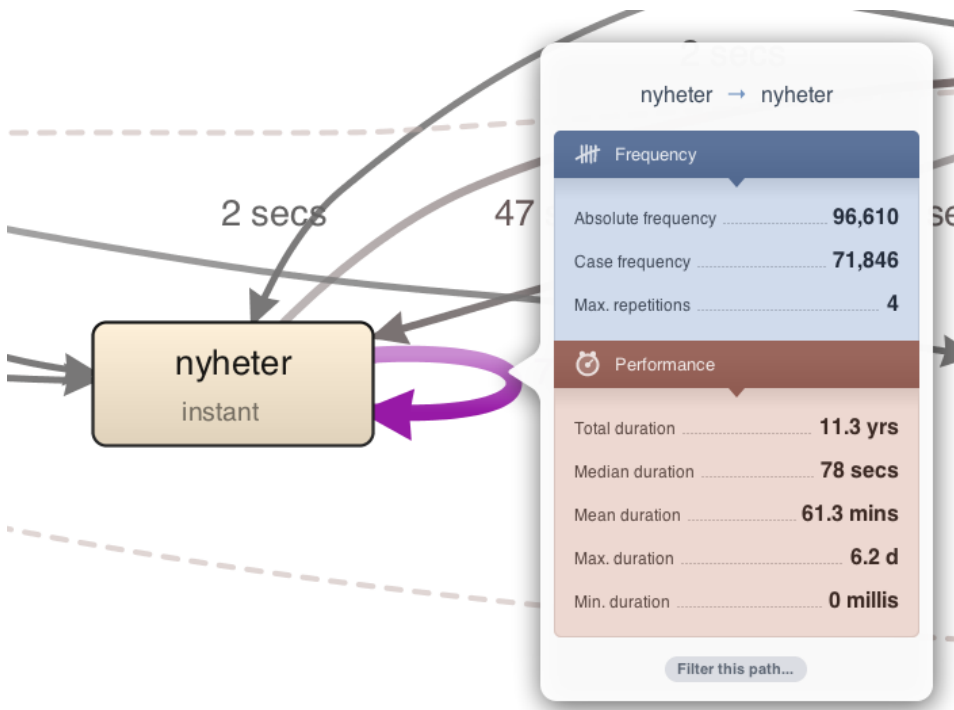 2 secs
nyheter → nyheter
Frequency
2 secs
47
Absolute frequency 96,610
se
Case frequency 71,846
Max. repetitions 4
nyheter
instant
Performance
Total duration 11.3 yrs
Median duration 78 secs
Mean duration 61.3 mins
Max. duration 6.2 d
Min. duration 0 millis
Filter this path...